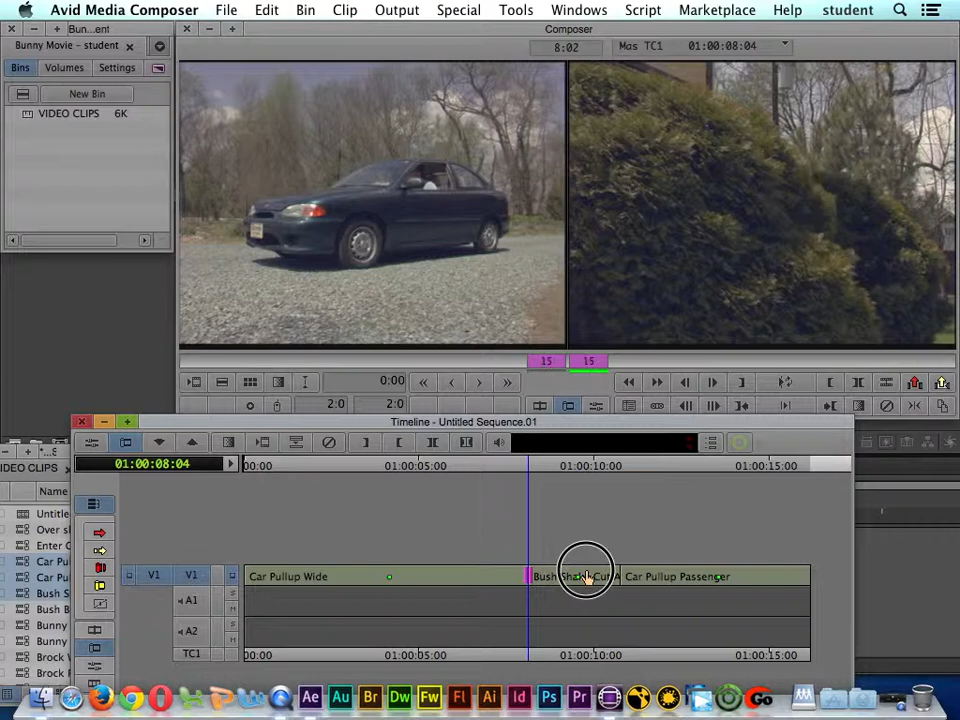 Avid Media Composer File Edit Bin Clip Output Special Tools Windows Script Marketplace Help student
Bun...ent
Composer
Bunny Movie - student
8:02 Mas TC1 01:00:08:04
Bins Volumes Settings
New Bin
VIDEO CLIPS 6K
15 15
0:00
2:0 2:0
Timeline - Untitled Sequence.01
01:00:08:04
:00:00 01:00:05:00 01:00:10:00 01:00:15:00
VIDEO CLIPS
Name
Untitle
Over s
Enter C
Car Pu
Car Pu
Bush S
Bush B
Bunny
Bunny
Brock
Brock F
V1 V1 Car Pullup Wide Bush Shake CutA Car Pullup Passenger
A1
A2
TC1 :00:00 01:00:05:00 01:00:10:00 01:00:15:00
S
M
S
M
Ae Au Br Dw Fw Fl Ai Id Ps Pr Go